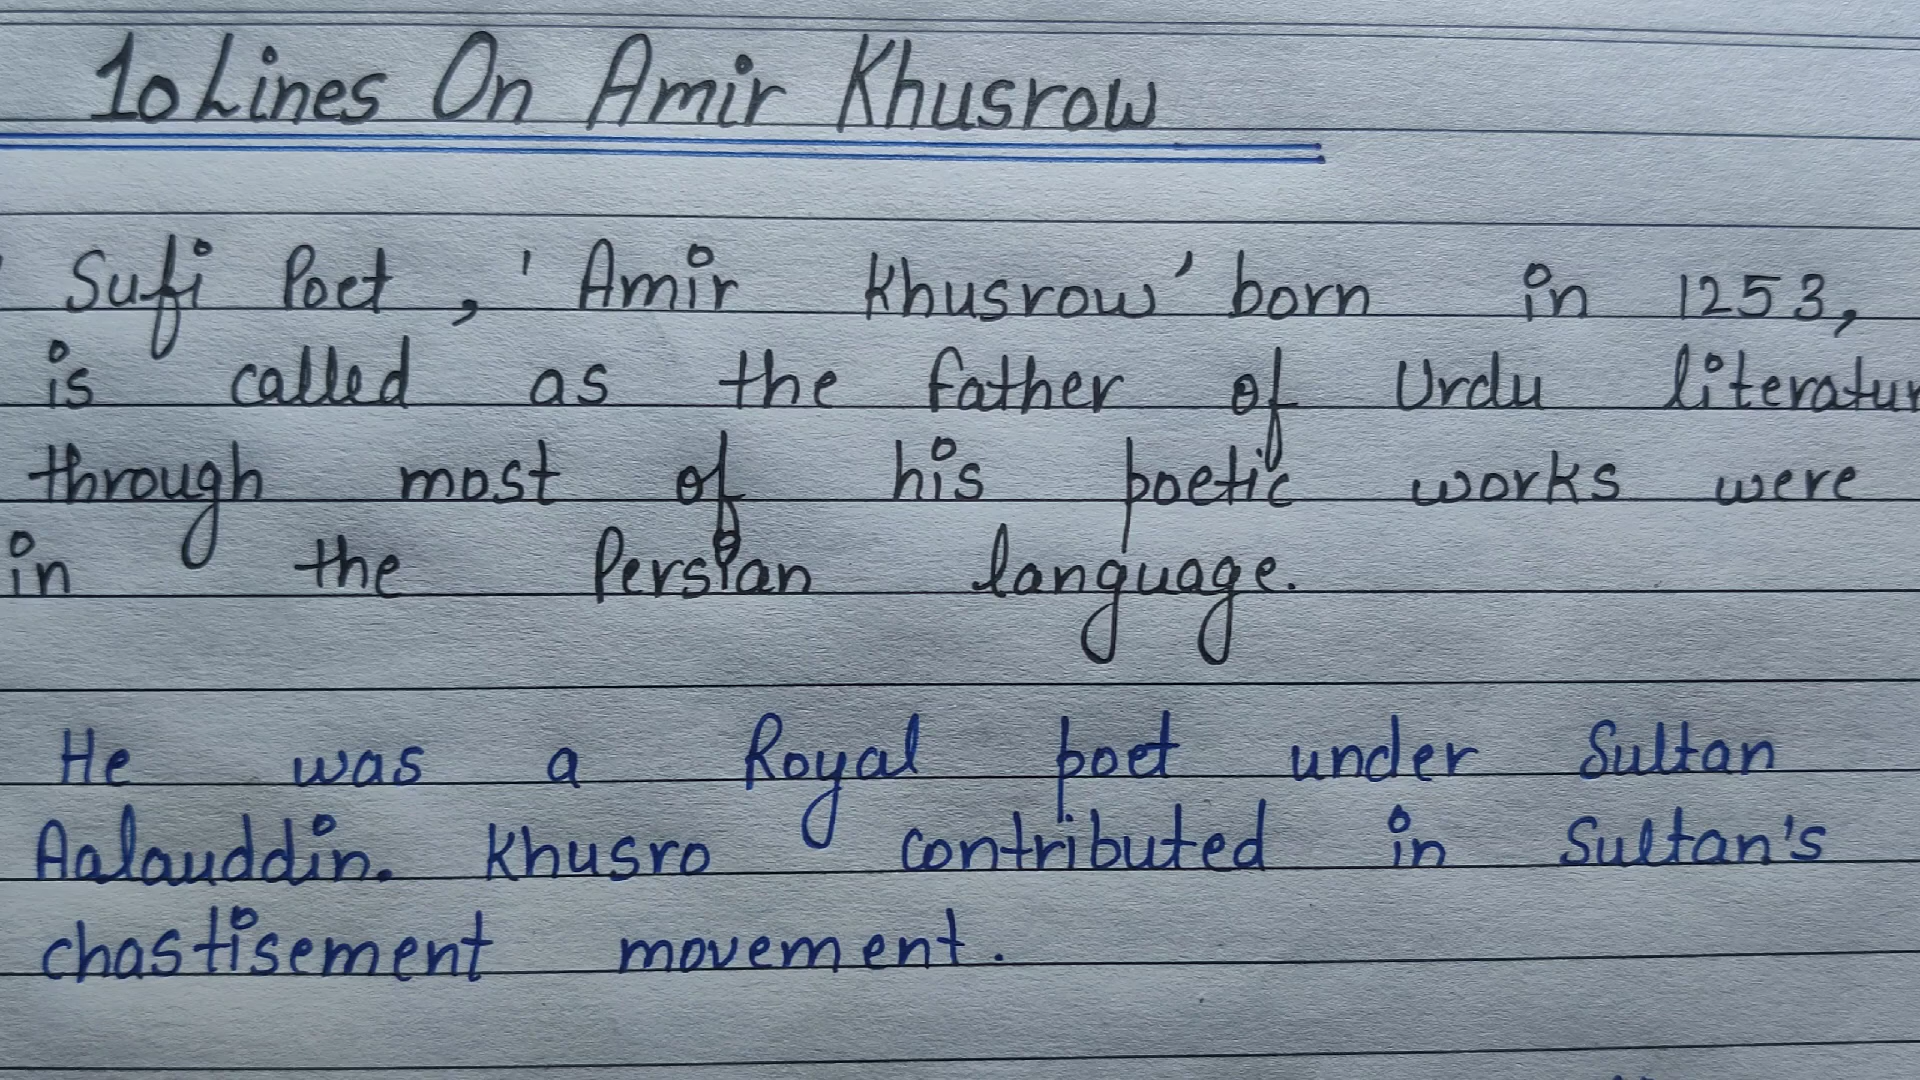 10 Lines On Amir Khusrow
Sufi Poet, 'Amir Khusrow' born in 1253,
is called as the father of Urdu literatur
through most of his poetic works were
in the Persian language.
He was a Royal poet under Sultan
Aalauddin. Khusro contributed in Sultan's
chastisement movement.